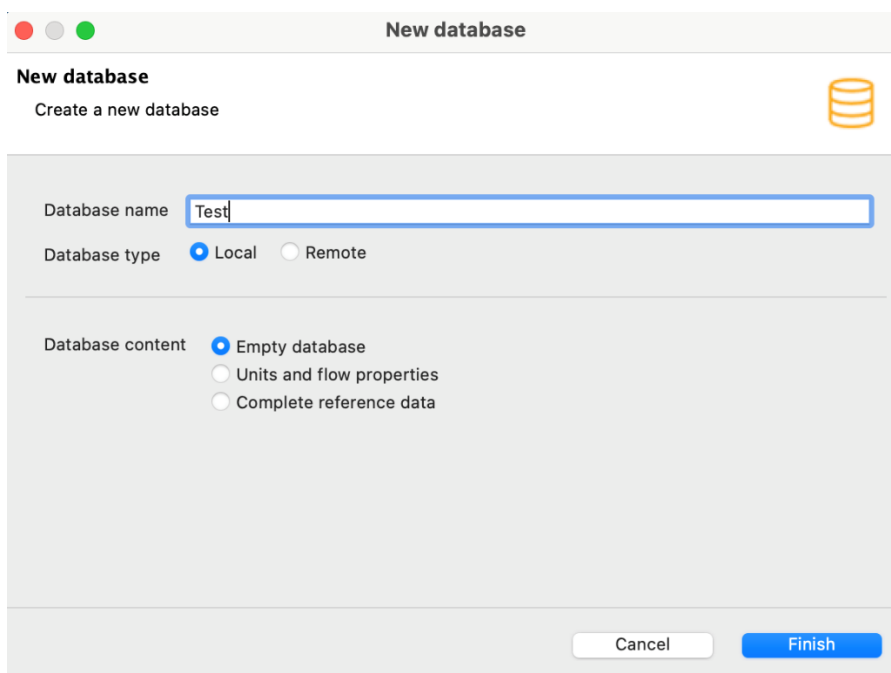 New database
New database
Create a new database
Database name Test
Database type Local Remote
Database content Empty database
Units and flow properties
Complete reference data
Cancel Finish